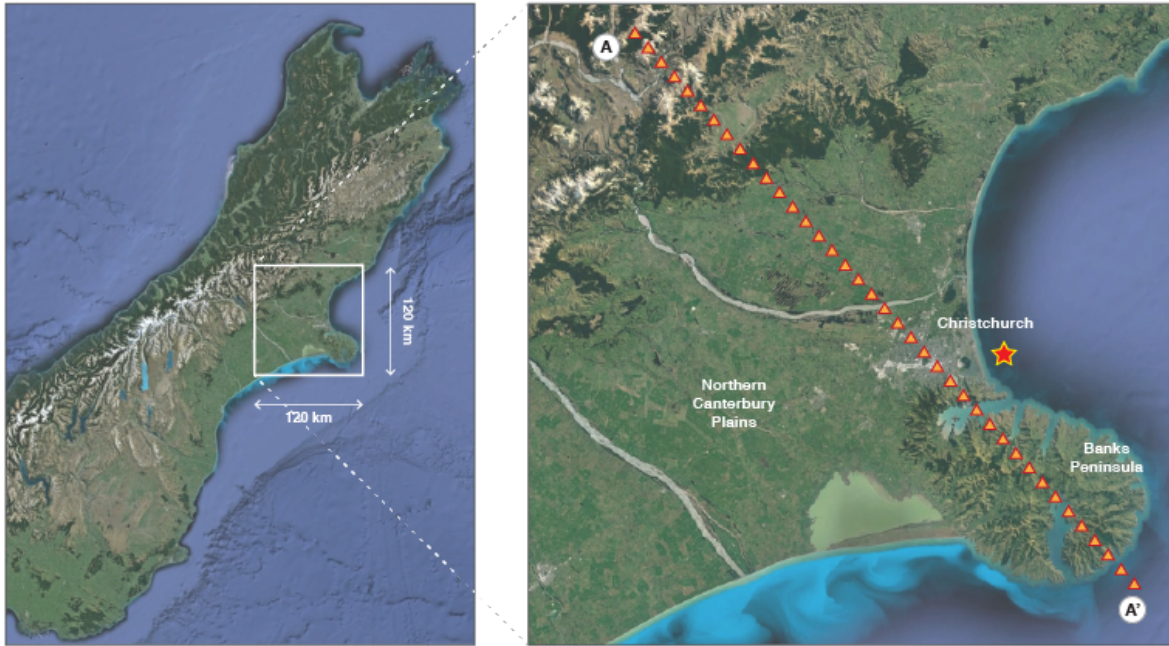 120 km
120 km
A
Christchurch
Northern
Canterbury
Plains
Banks
Peninsula
A’